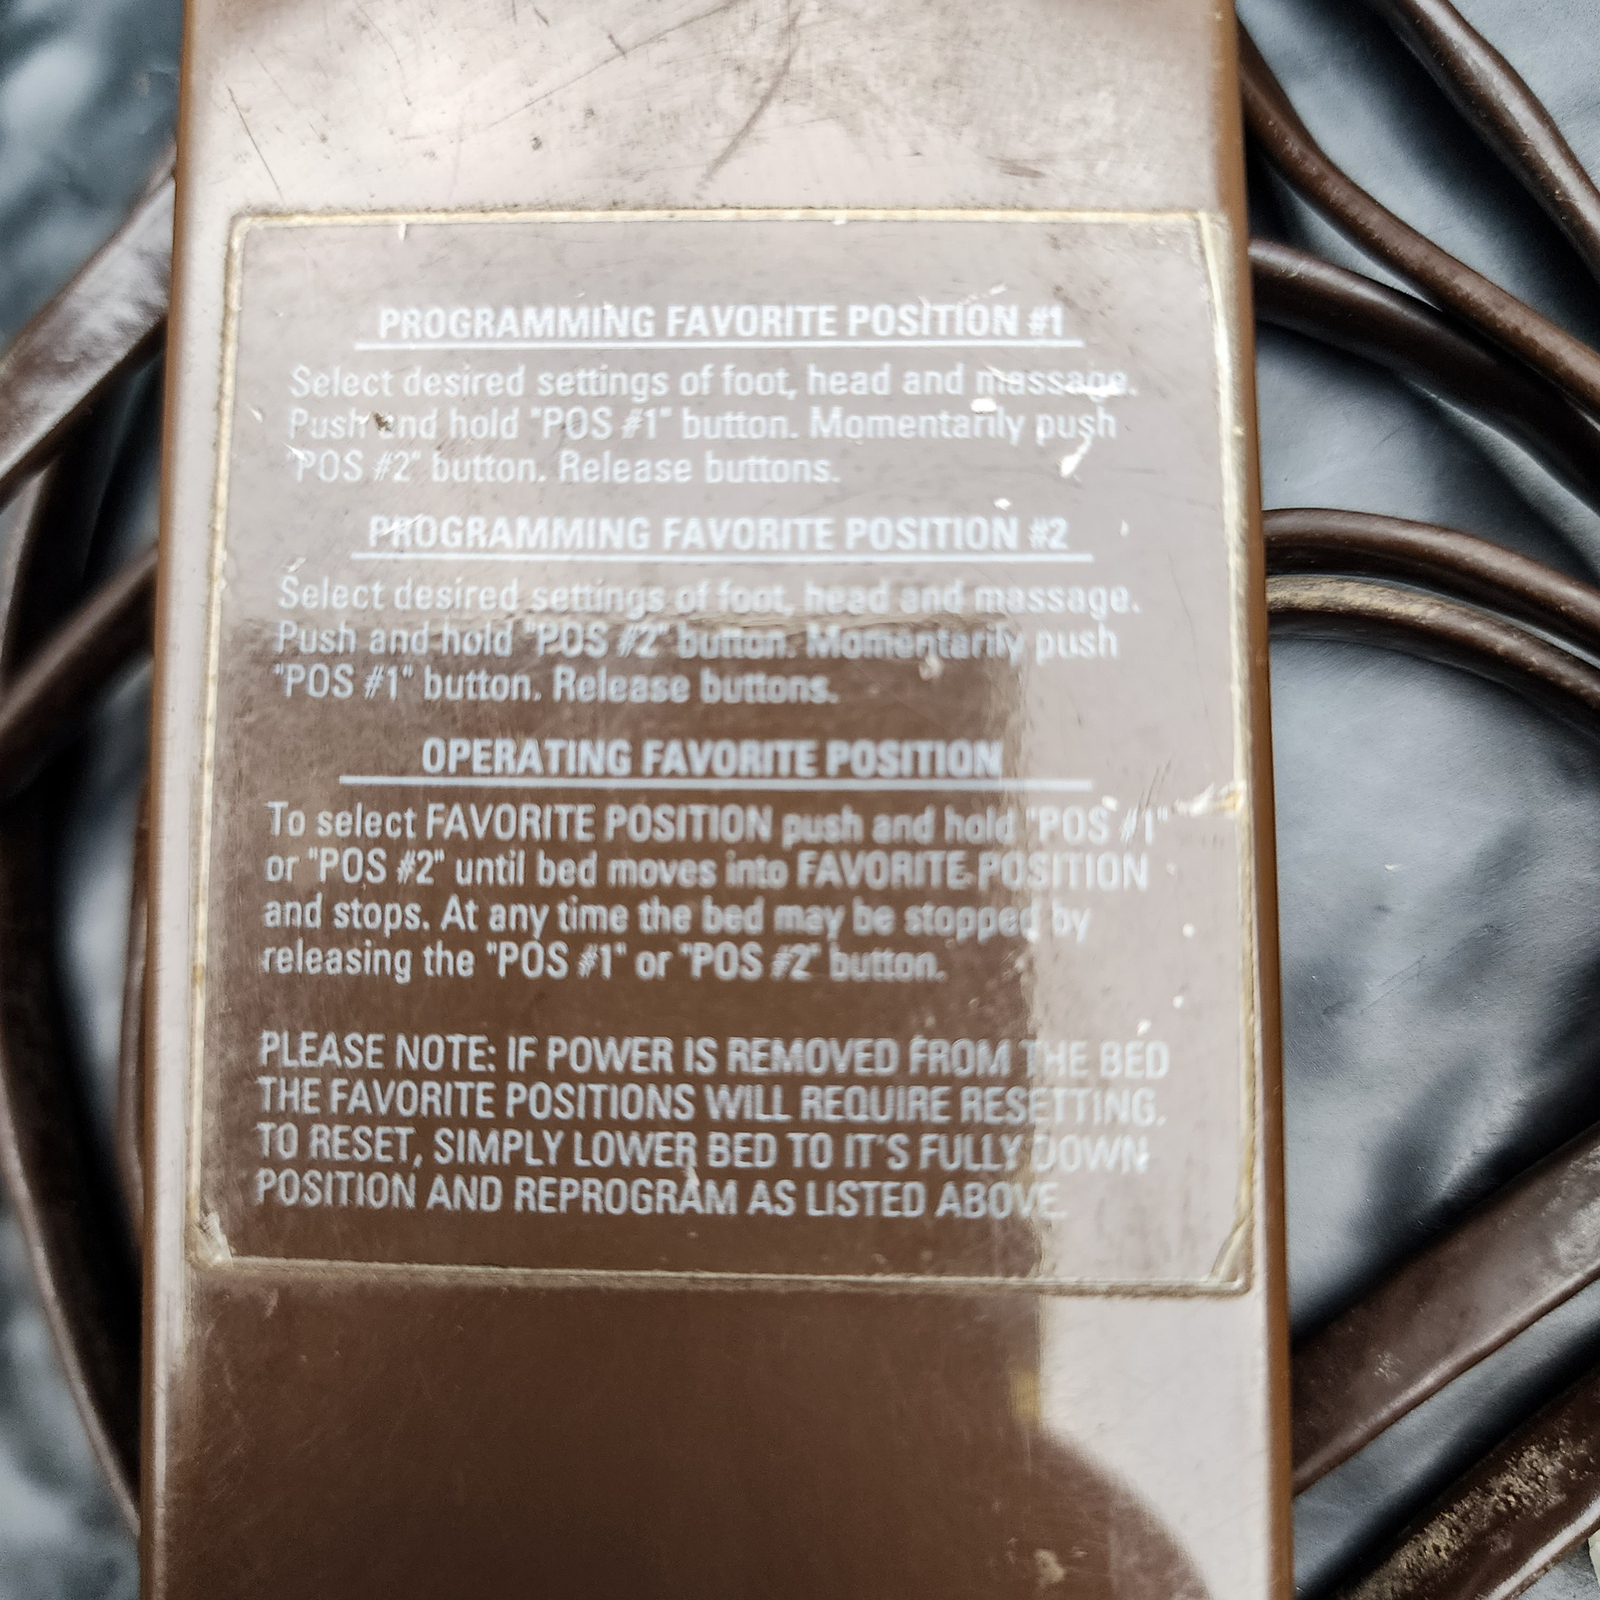 PROGRAMMING FAVORITE POSITION #1
Select desired settings of foot, head and massage.
Push and hold "POS #1" button. Momentarily push
"POS #2" button. Release buttons.
PROGRAMMING FAVORITE POSITION #2
Select desired settings of foot, head and massage.
Push and hold "POS #2" button. Momentarily push
"POS #1" button. Release buttons.
OPERATING FAVORITE POSITION
To select FAVORITE POSITION push and hold "POS #1"
or "POS #2" until bed moves into FAVORITE POSITION
and stops. At any time the bed may be stopped by
releasing the "POS #1" or "POS #2" button.
PLEASE NOTE: IF POWER IS REMOVED FROM THE BED
THE FAVORITE POSITIONS WILL REQUIRE RESETTING.
TO RESET, SIMPLY LOWER BED TO IT'S FULLY DOWN
POSITION AND REPROGRAM AS LISTED ABOVE.